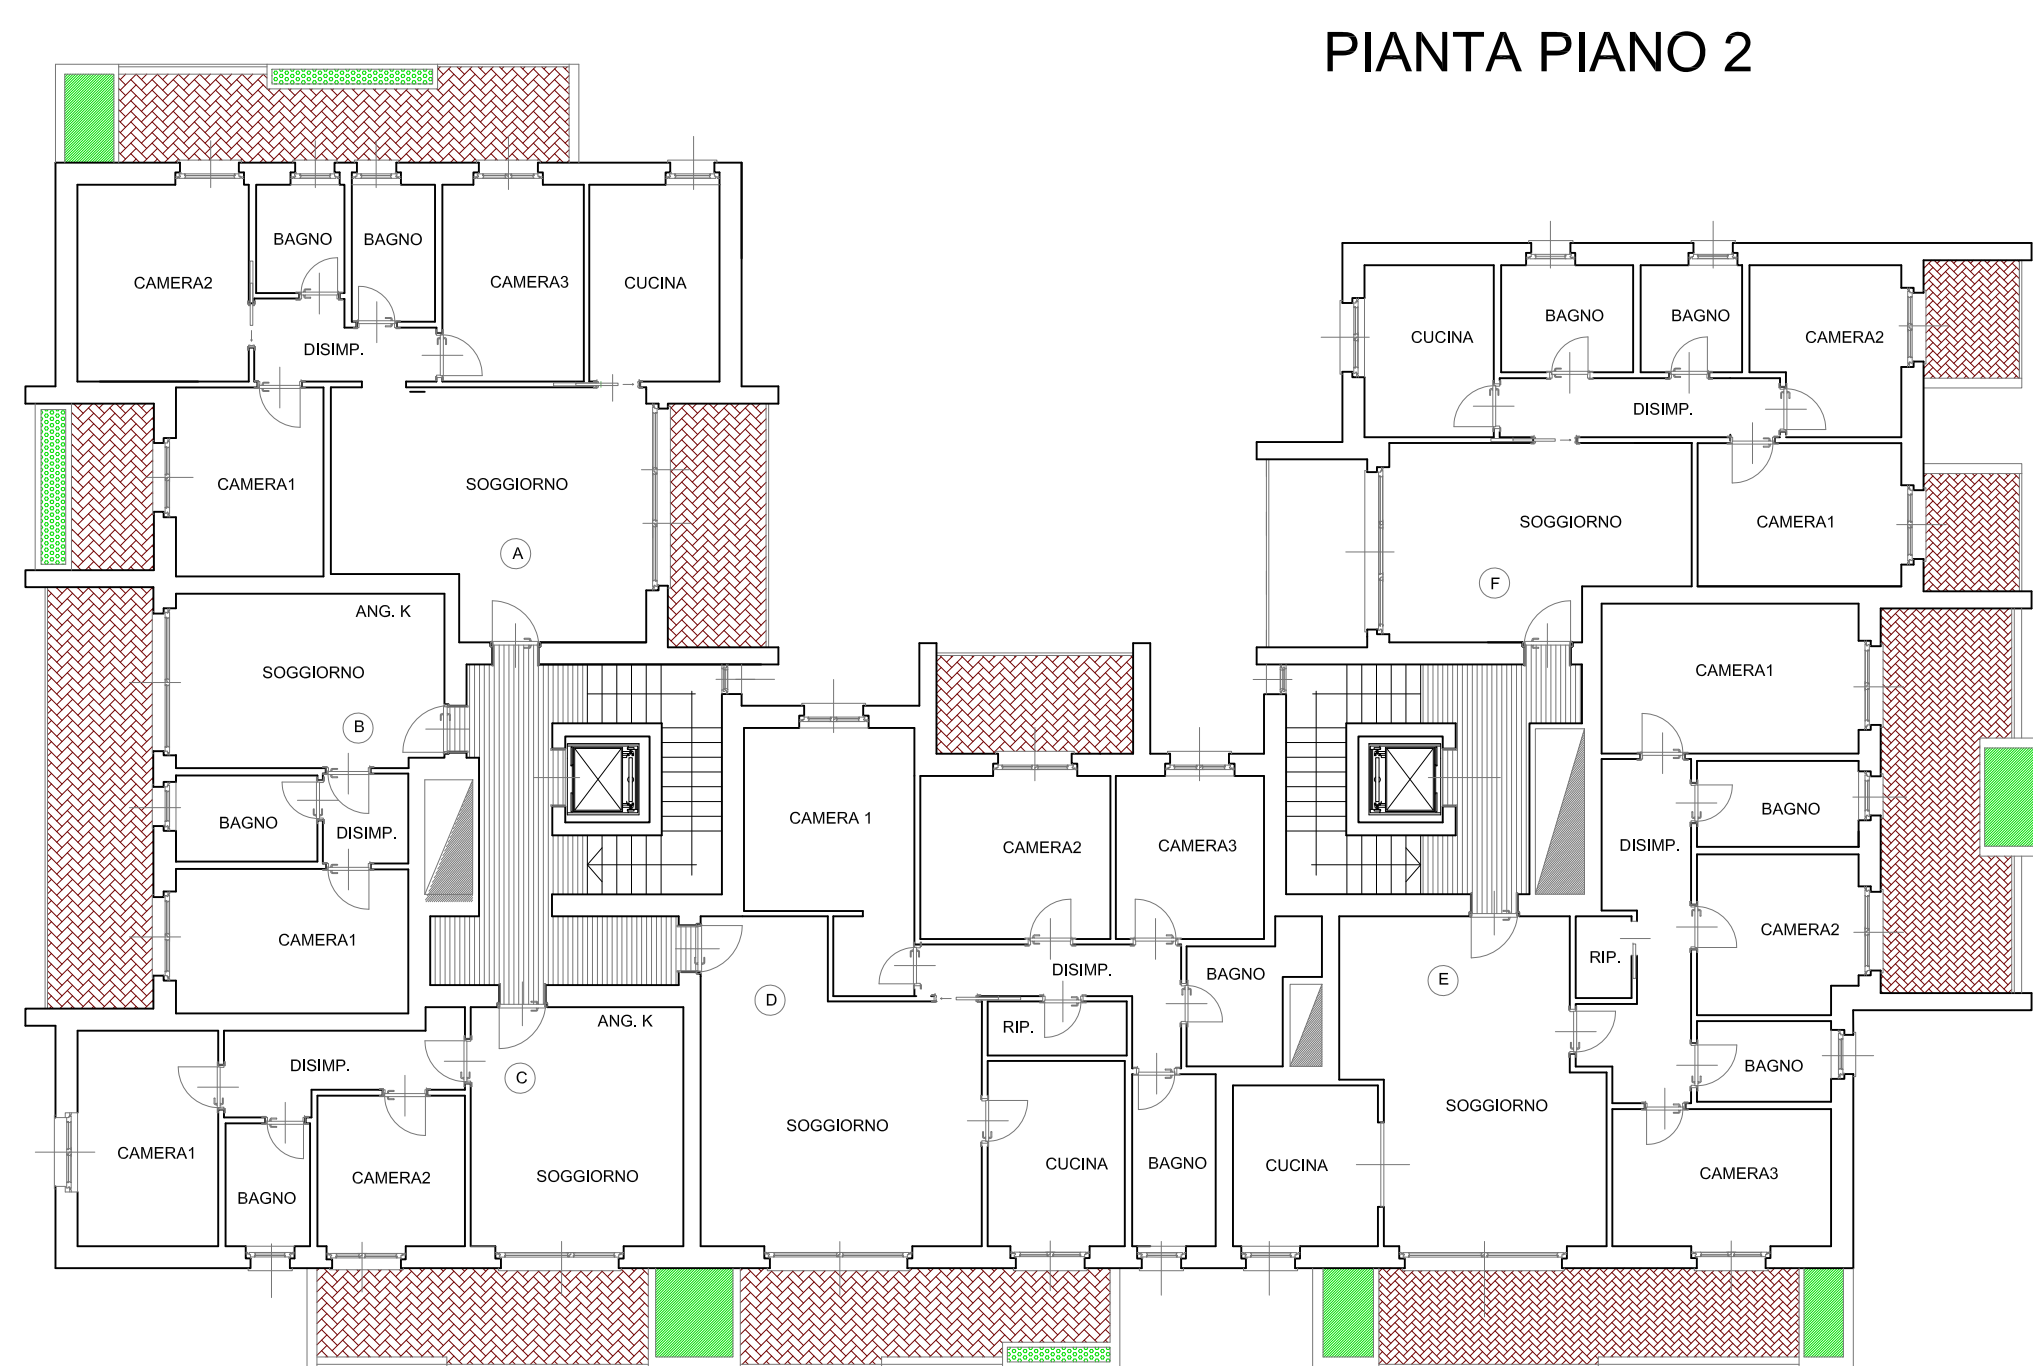 PIANTA PIANO 2
BAGNO
BAGNO
CAMERA2
CAMERA3
CUCINA
DISIMP.
CAMERA1
SOGGIORNO
A
BAGNO
BAGNO
CUCINA
CAMERA2
DISIMP.
SOGGIORNO
CAMERA1
F
ANG. K
SOGGIORNO
B
BAGNO
DISIMP.
CAMERA1
CAMERA 1
CAMERA2
CAMERA3
CAMERA1
BAGNO
DISIMP.
CAMERA2
RIP.
E
BAGNO
SOGGIORNO
CAMERA3
CUCINA
DISIMP.
BAGNO
D
RIP.
SOGGIORNO
CUCINA
BAGNO
ANG. K
DISIMP.
C
CAMERA1
CAMERA2
BAGNO
SOGGIORNO